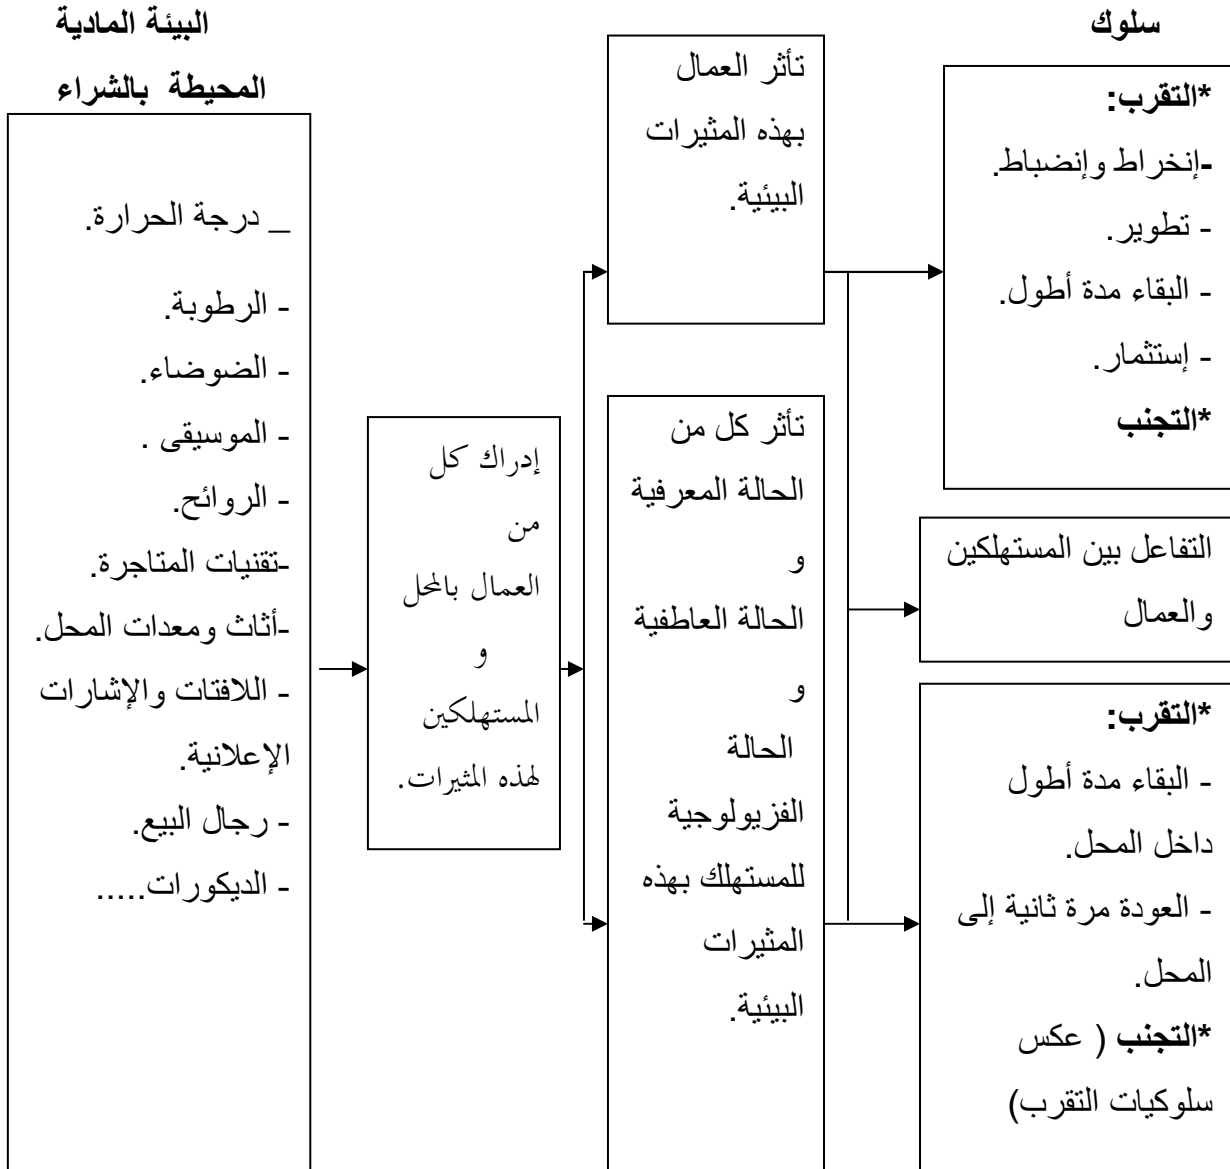 البيئة المادية
المحيطة بالشراء
_ درجة الحرارة.
- الرطوبة.
- الضوضاء.
- الموسيقى .
- الروائح.
-تقنيات المتاجرة.
-أثاث ومعدات المحل.
- اللافتات والإشارات
الإعلانية.
- رجال البيع.
- الديكورات.....
إدراك كل
من
العمال بالمحل
و
المستهلكين
لهذه المثيرات.
تأثر العمال
بهذه المثيرات
البيئية.
تأثر كل من
الحالة المعرفية
و
الحالة العاطفية
و
الحالة
الفزيولوجية
للمستهلك بهذه
المثيرات
البيئية.
سلوك
*التقرب:
-إنخراط وإنضباط.
- تطوير.
- البقاء مدة أطول.
- إستثمار.
*التجنب
التفاعل بين المستهلكين
والعمال
*التقرب:
- البقاء مدة أطول
داخل المحل.
- العودة مرة ثانية إلى
المحل.
*التجنب ( عكس
سلوكيات التقرب)